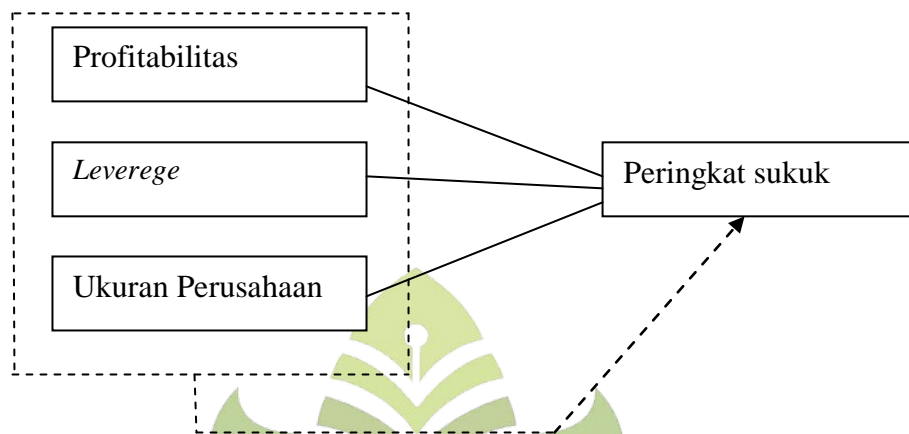 Profitabilitas
Leverege
Peringkat sukuk
Ukuran Perusahaan